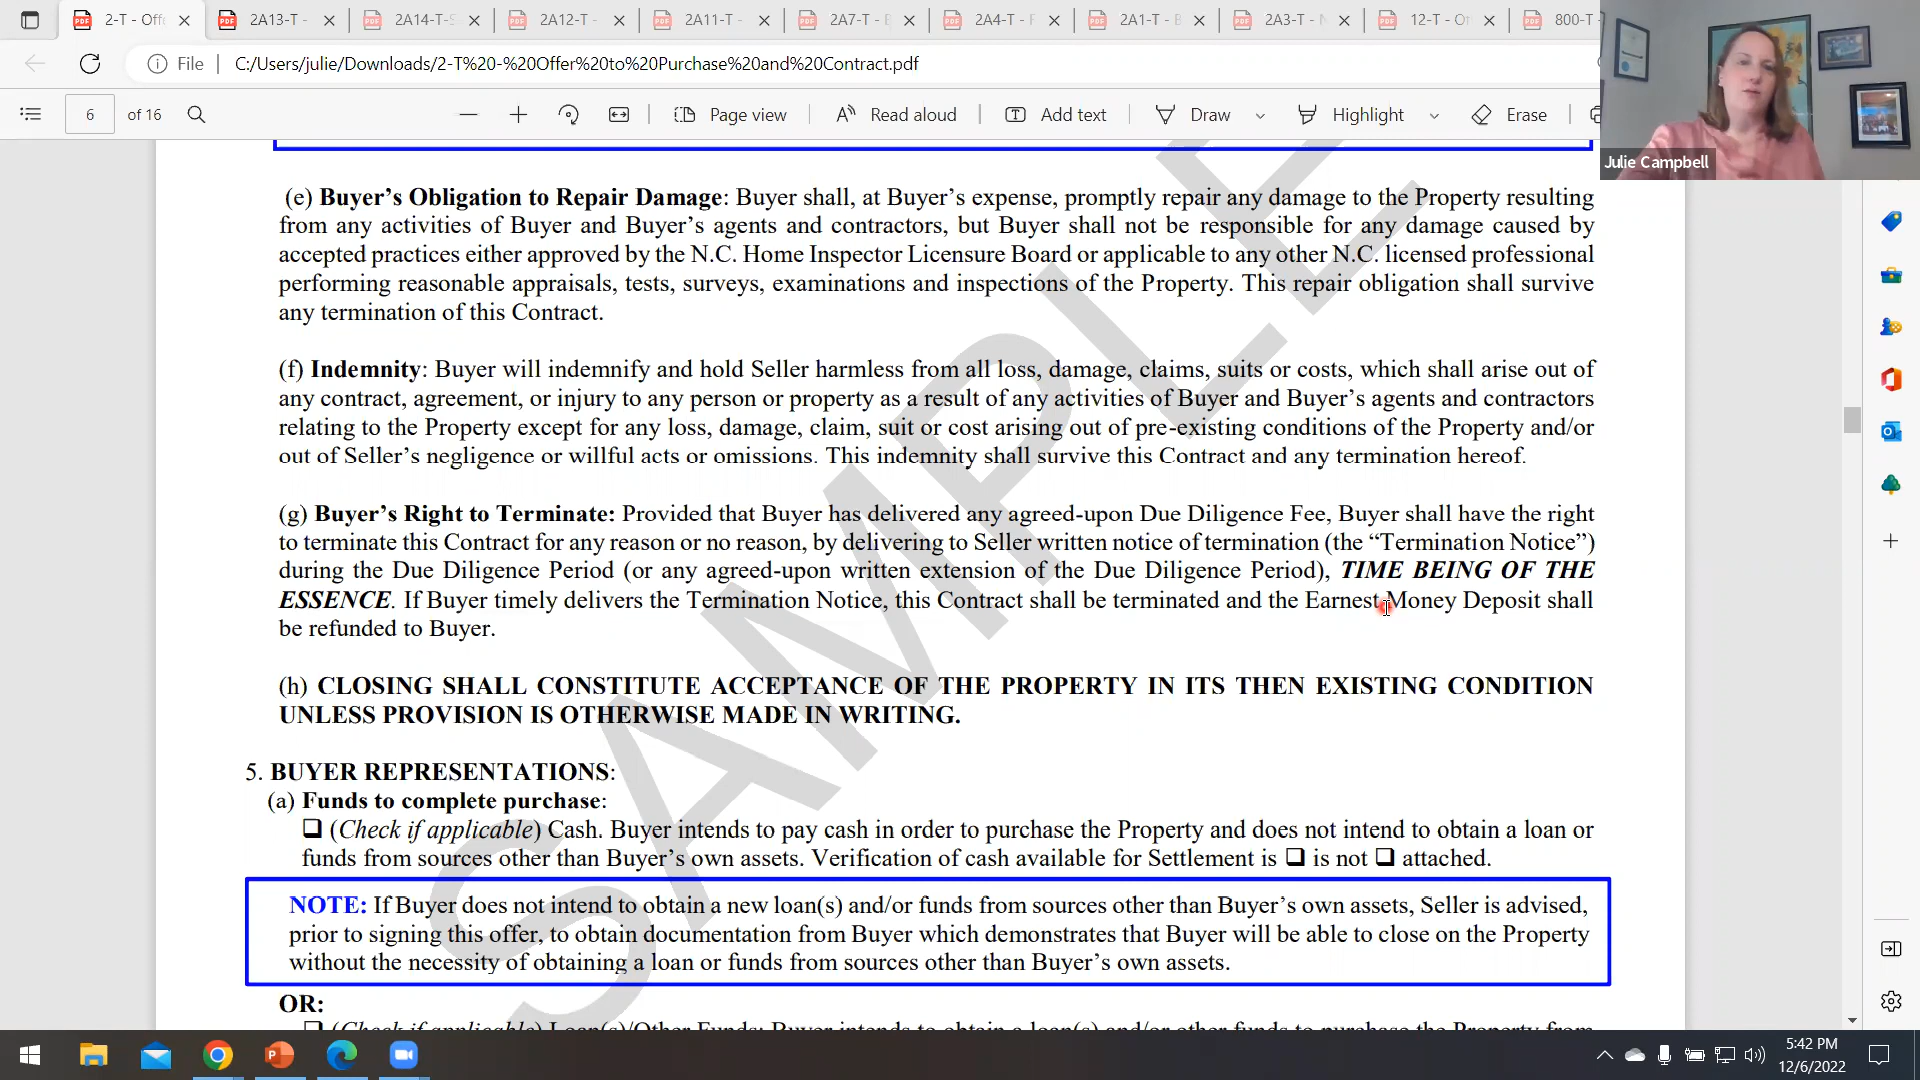 2-T - Off
2A13-T -
2A14-T-S
2A12-T -
2A11-T -
2A7-T - E
2A4-T - F
2A1-T - B
2A3-T - N
12-T - Of
800-T -
File
C:/Users/julie/Downloads/2-T%20-%20Offer%20to%20Purchase%20and%20Contract.pdf
6 of 16
Page view
Read aloud
Add text
Draw
Highlight
Erase
Julie Campbell
(e) Buyer’s Obligation to Repair Damage: Buyer shall, at Buyer’s expense, promptly repair any damage to the Property resulting
from any activities of Buyer and Buyer’s agents and contractors, but Buyer shall not be responsible for any damage caused by
accepted practices either approved by the N.C. Home Inspector Licensure Board or applicable to any other N.C. licensed professional
performing reasonable appraisals, tests, surveys, examinations and inspections of the Property. This repair obligation shall survive
any termination of this Contract.
(f) Indemnity: Buyer will indemnify and hold Seller harmless from all loss, damage, claims, suits or costs, which shall arise out of
any contract, agreement, or injury to any person or property as a result of any activities of Buyer and Buyer’s agents and contractors
relating to the Property except for any loss, damage, claim, suit or cost arising out of pre-existing conditions of the Property and/or
out of Seller’s negligence or willful acts or omissions. This indemnity shall survive this Contract and any termination hereof.
(g) Buyer’s Right to Terminate: Provided that Buyer has delivered any agreed-upon Due Diligence Fee, Buyer shall have the right
to terminate this Contract for any reason or no reason, by delivering to Seller written notice of termination (the “Termination Notice”)
during the Due Diligence Period (or any agreed-upon written extension of the Due Diligence Period), TIME BEING OF THE
ESSENCE. If Buyer timely delivers the Termination Notice, this Contract shall be terminated and the Earnest Money Deposit shall
be refunded to Buyer.
(h) CLOSING SHALL CONSTITUTE ACCEPTANCE OF THE PROPERTY IN ITS THEN EXISTING CONDITION
UNLESS PROVISION IS OTHERWISE MADE IN WRITING.
5. BUYER REPRESENTATIONS:
(a) Funds to complete purchase:
❑ (Check if applicable) Cash. Buyer intends to pay cash in order to purchase the Property and does not intend to obtain a loan or
funds from sources other than Buyer’s own assets. Verification of cash available for Settlement is ❑ is not ❑ attached.
NOTE: If Buyer does not intend to obtain a new loan(s) and/or funds from sources other than Buyer’s own assets, Seller is advised,
prior to signing this offer, to obtain documentation from Buyer which demonstrates that Buyer will be able to close on the Property
without the necessity of obtaining a loan or funds from sources other than Buyer’s own assets.
OR:
❑ (Check if applicable) Loan(s)/Other Funds: Buyer intends to obtain a loan(s) and/or other funds to purchase the Property from
SAMPLE
5:42 PM
12/6/2022